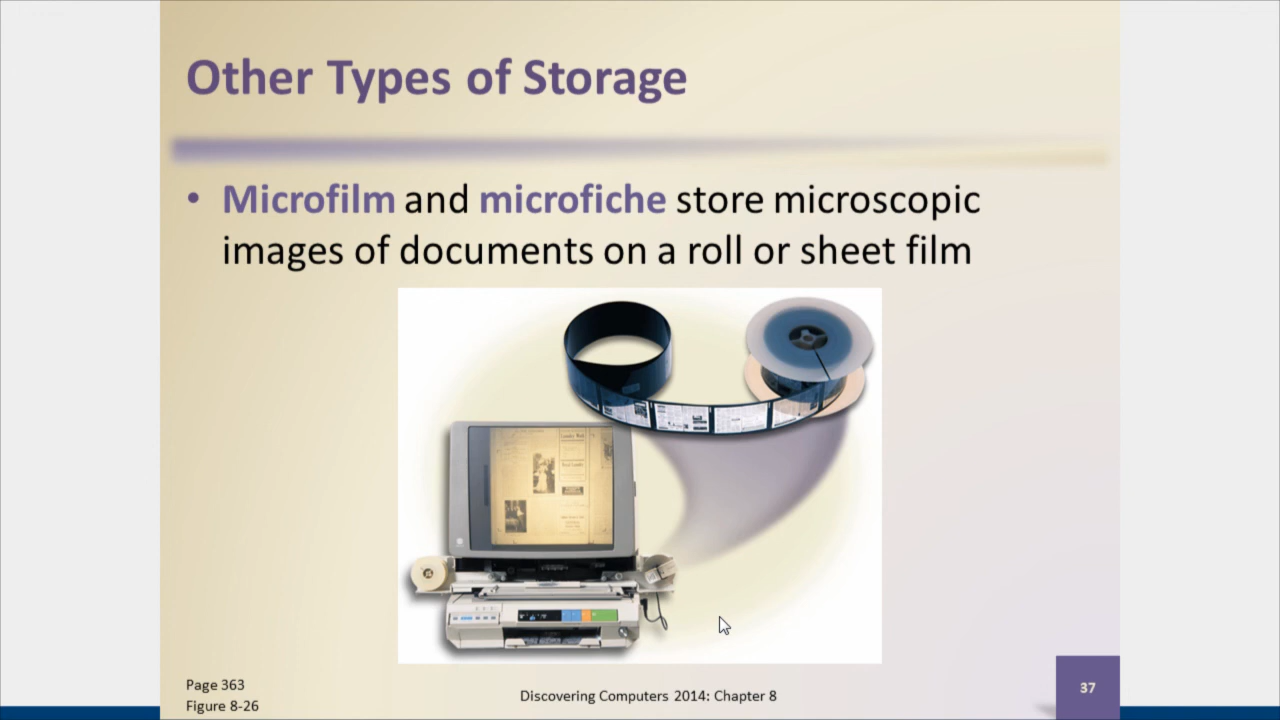 Other Types of Storage
• Microfilm and microfiche store microscopic
images of documents on a roll or sheet film
Page 363
Figure 8-26
Discovering Computers 2014: Chapter 8
37